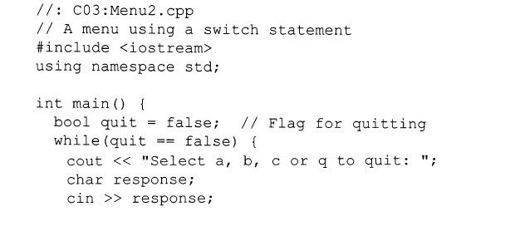 //: C03:Menu2.cpp
// A menu using a switch statement
#include <iostream>
using namespace std;

int main() {
  bool quit = false;  // Flag for quitting
  while(quit == false) {
    cout << "Select a, b, c or q to quit: ";
    char response;
    cin >> response;